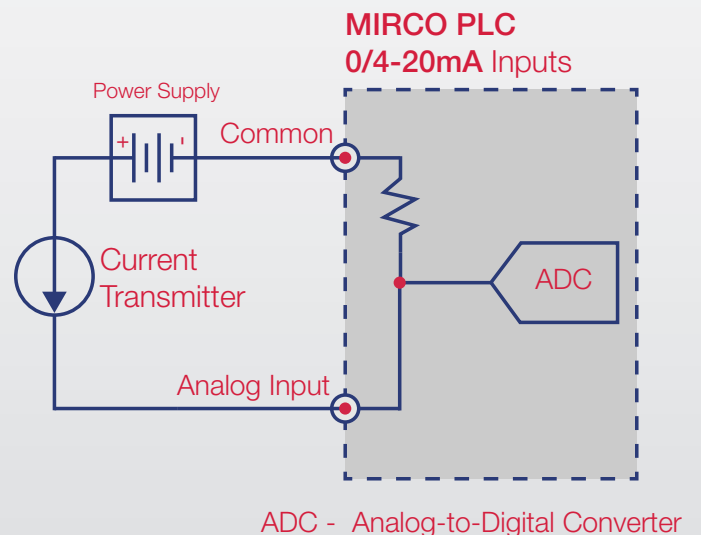 MIRCO PLC
0/4-20mA Inputs
Power Supply
+ -
Common
Current
Transmitter
ADC
Analog Input
ADC - Analog-to-Digital Converter